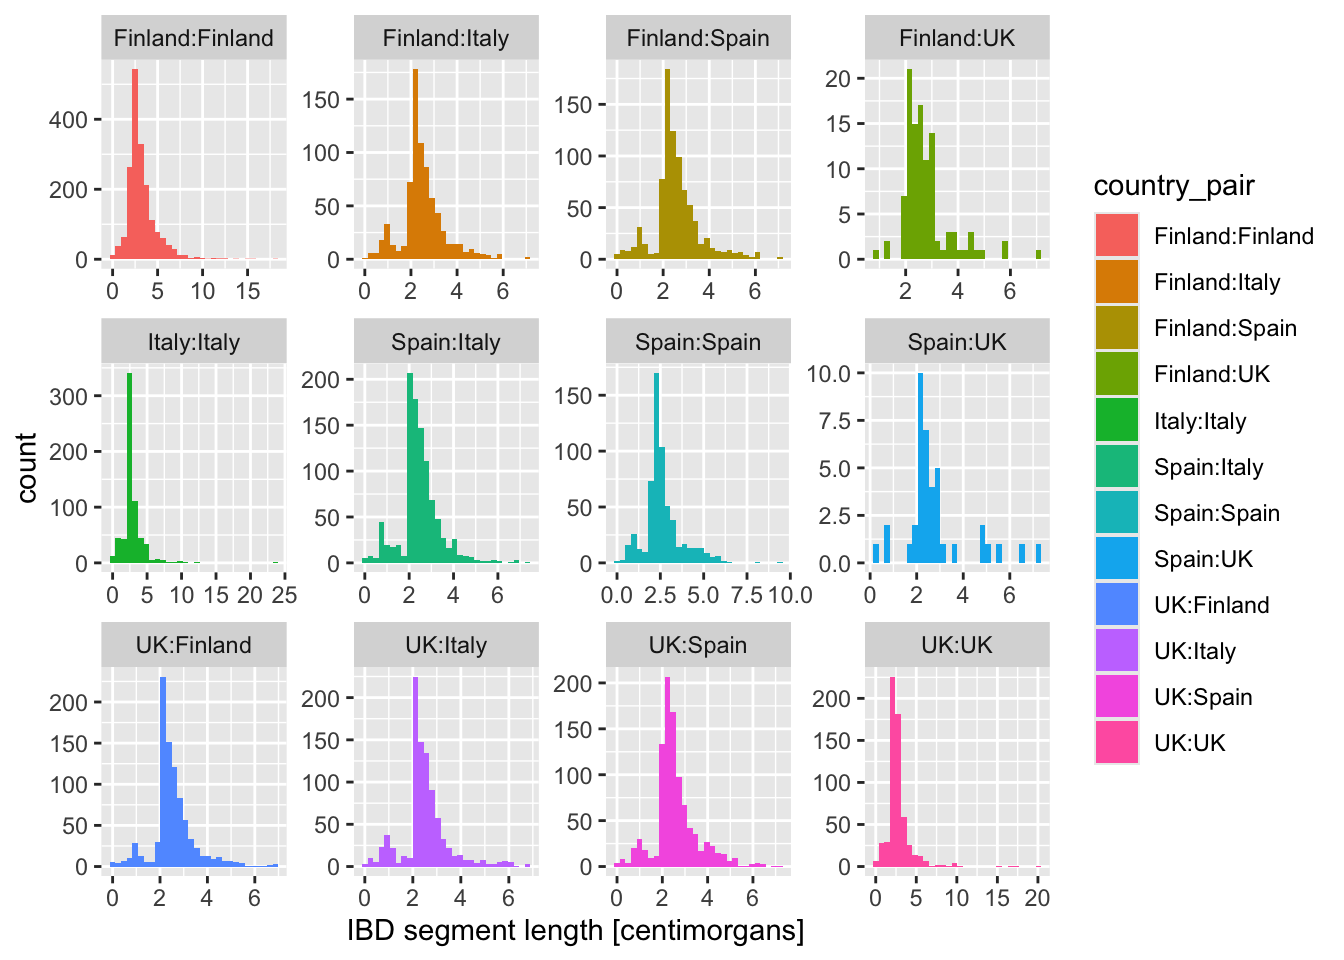 Finland:Finland
Finland:Italy
Finland:Spain
Finland:UK
400
200
0
150
100
50
0
150
100
50
0
20
15
10
5
0
0 5 10 15
0 2 4 6
0 2 4 6
2 4 6
Italy:Italy
Spain:Italy
Spain:Spain
Spain:UK
300
200
100
0
200
150
100
50
0
150
100
50
0
10.0
7.5
5.0
2.5
0.0
0 5 10 15 20 25
0 2 4 6
0.0 2.5 5.0 7.5 10.0
0 2 4 6
UK:Finland
UK:Italy
UK:Spain
UK:UK
200
150
100
50
0
200
150
100
50
0
200
150
100
50
0
200
150
100
50
0
0 2 4 6
0 2 4 6
0 2 4 6
0 5 10 15 20
count
IBD segment length [centimorgans]
country_pair
Finland:Finland
Finland:Italy
Finland:Spain
Finland:UK
Italy:Italy
Spain:Italy
Spain:Spain
Spain:UK
UK:Finland
UK:Italy
UK:Spain
UK:UK